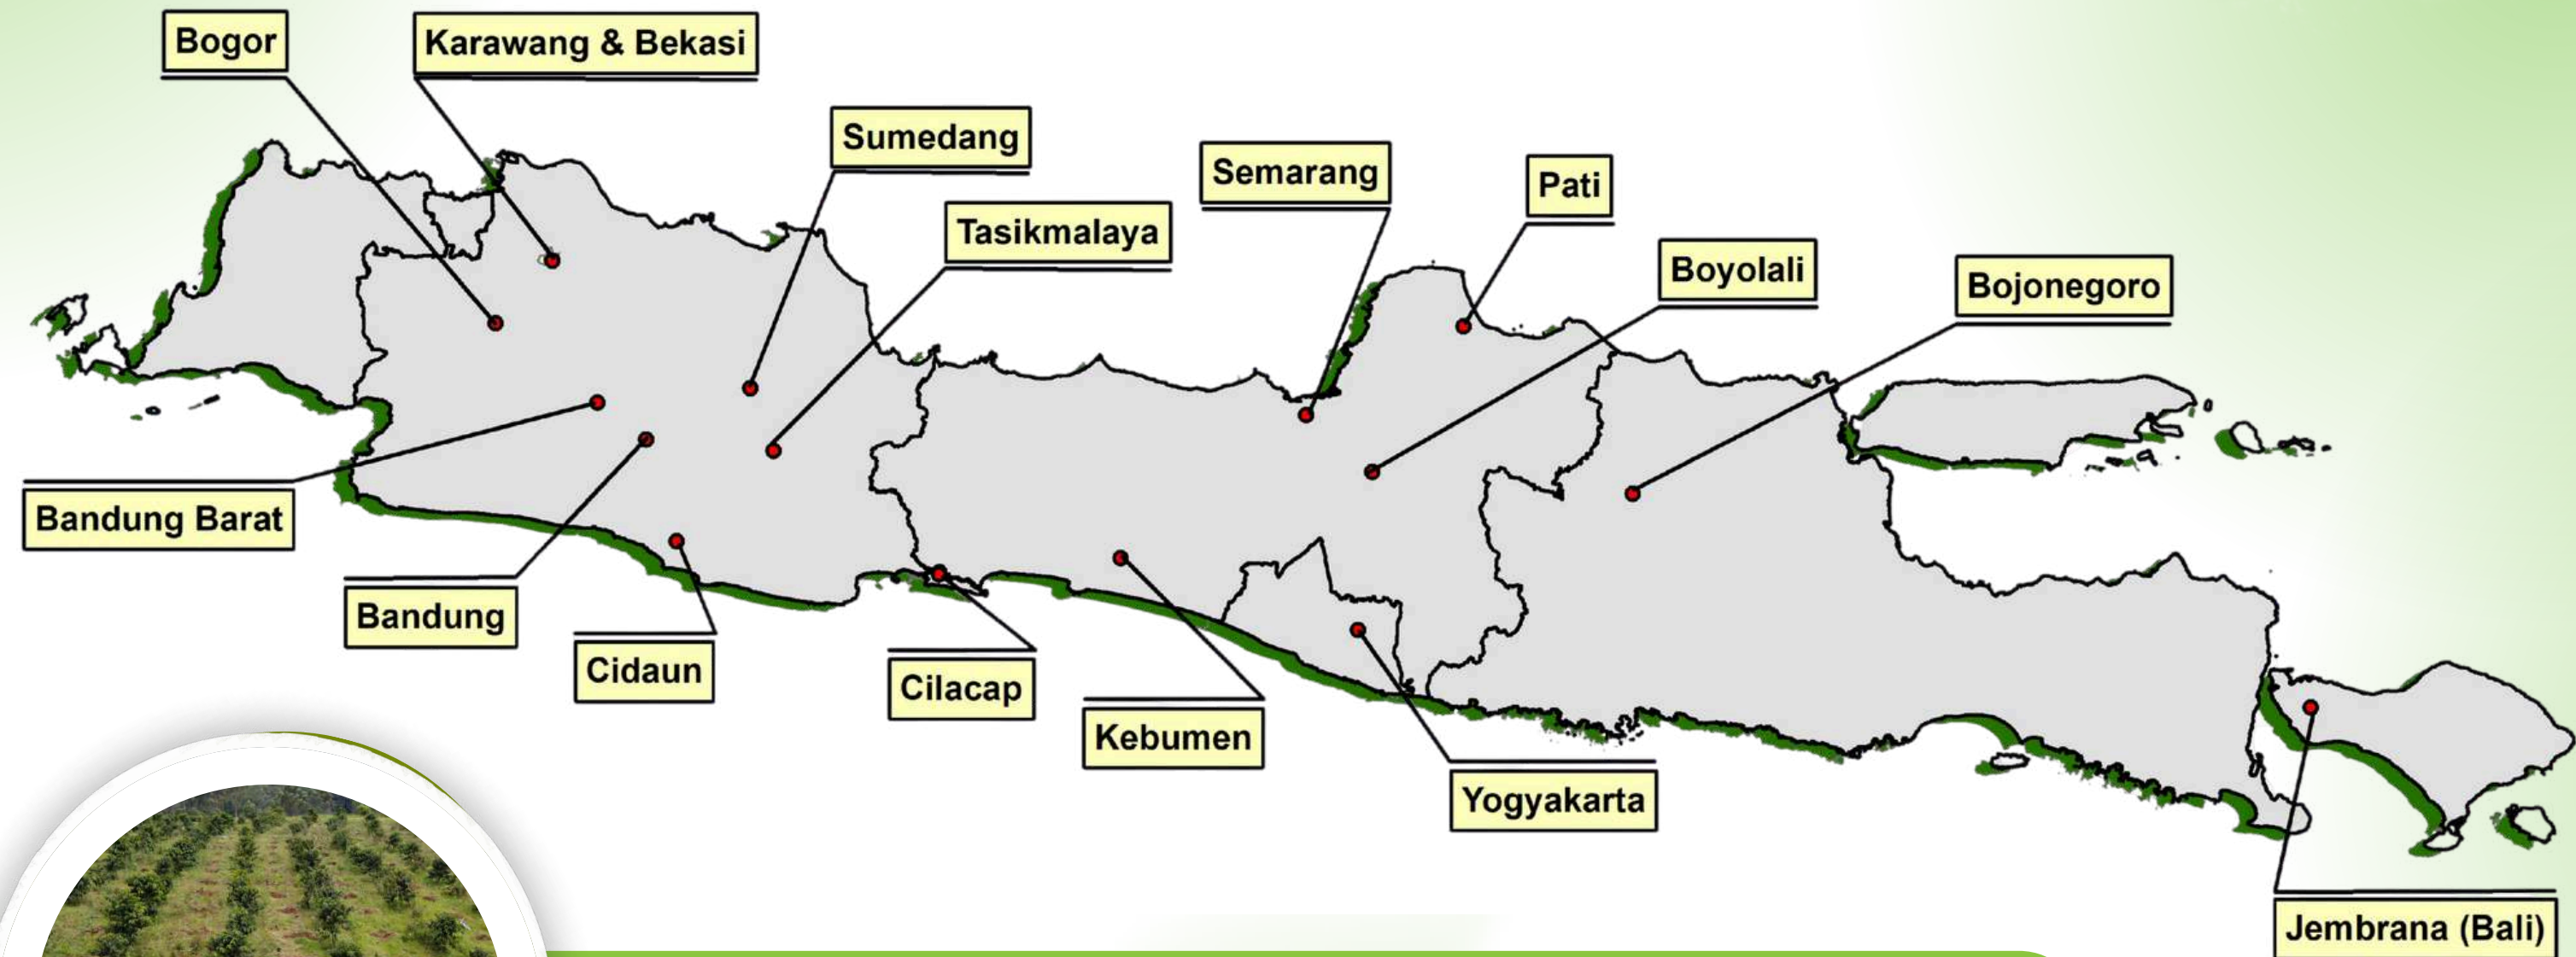 Bogor
Karawang & Bekasi
Sumedang
Semarang
Pati
Tasikmalaya
Boyolali
Bojonegoro
Bandung Barat
Bandung
Cidaun
Cilacap
Kebumen
Yogyakarta
Jembrana (Bali)